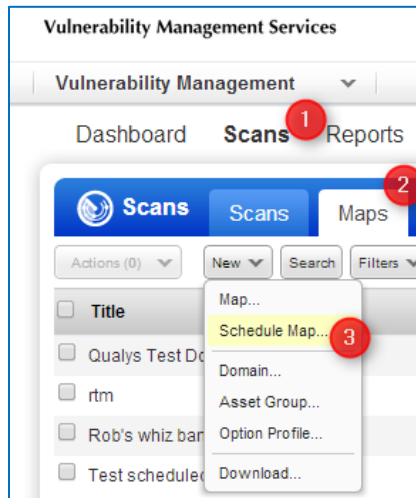 Vulnerability Management Services
Vulnerability Management
1
Dashboard Scans Reports
2
Scans Scans Maps
Actions (0) New Search Filters
Map...
Title
Schedule Map...
3
Qualys Test Do
Domain...
rtm
Asset Group...
Rob's whiz ban
Option Profile...
Test scheduled
Download...